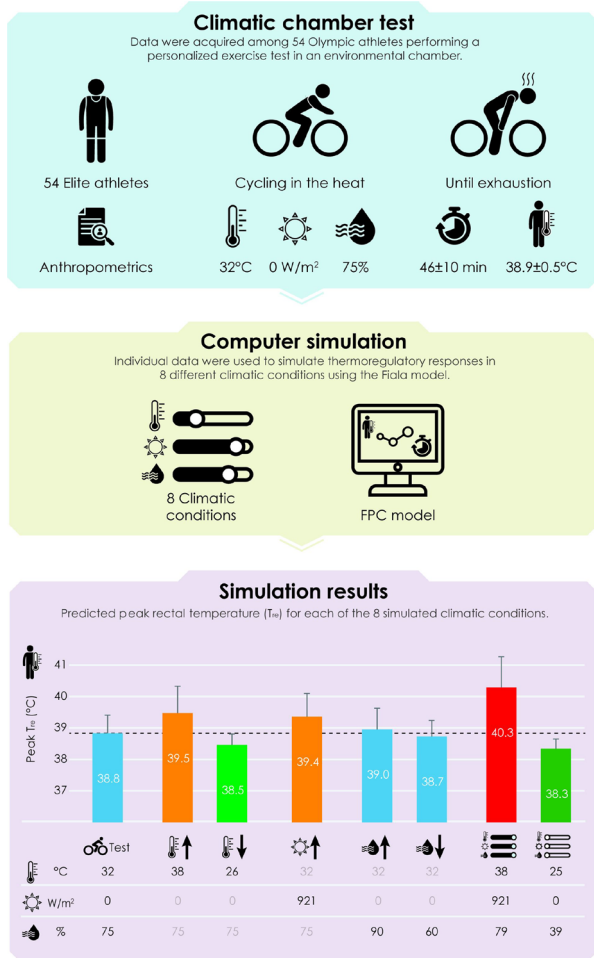 Climatic chamber test
Data were acquired among 54 Olympic athletes performing a
personalized exercise test in an environmental chamber.
54 Elite athletes
Cycling in the heat
Until exhaustion
Anthropometrics
32°C
0 W/m²
75%
46±10 min
38.9±0.5°C
Computer simulation
Individual data were used to simulate thermoregulatory responses in
8 different climatic conditions using the Fiala model.
8 Climatic
conditions
FPC model
Simulation results
Predicted peak rectal temperature (Tre) for each of the 8 simulated climatic conditions.
Peak Tre (°C)
41
40
39
38
37
38.8
39.5
38.5
39.4
39.0
38.7
40.3
38.3
Test
°C 32 38 26 32 32 32 38 25
W/m² 0 0 0 921 0 0 921 0
% 75 75 75 75 90 60 79 39